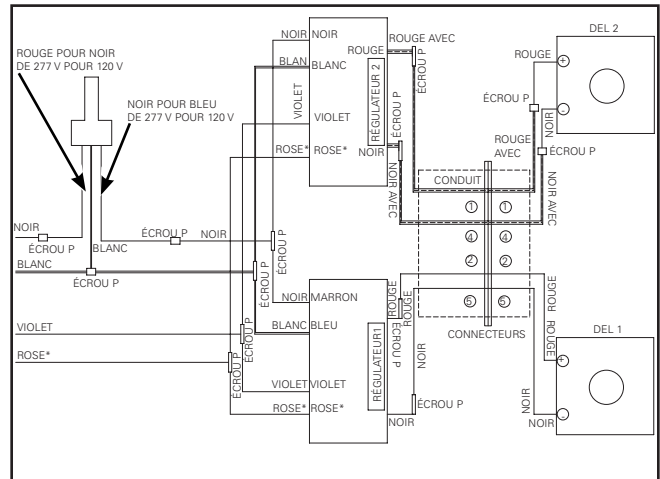 ROUGE POUR NOIR
DE 277 V POUR 120 V
NOIR POUR BLEU
DE 277 V POUR 120 V
NOIR
ÉCROU P
BLANC
ÉCROU P
NOIR
BLANC
ÉCROU P
VIOLET
ROSE*
NOIR NOIR
BLAN BLANC
VIOLET
VIOLET
ROSE* ROSE*
ROUGE AVEC
ROUGE
RÉGULATEUR 2
ÉCROU P
ÉCROU P
NOIR
NOIR AVEC
ÉCROU P
ÉCROU P
ÉCROU P
ÉCROU P
NOIR MARRON
BLANC BLEU
VIOLET VIOLET
ROSE* ROSE*
RÉGULATEUR1
ROUGE
ROUGE
ÉCROU P
NOIR
ÉCROU P
NOIR
CONDUIT
1 1
4 4
2 2
5 5
CONNECTEURS
DEL 2
ROUGE
+
-
ÉCROU P
NOIR
ROUGE
AVEC
ÉCROU P
NOIR AVEC
ROUGE
ROUGE
DEL 1
+
-
NOIR
NOIR